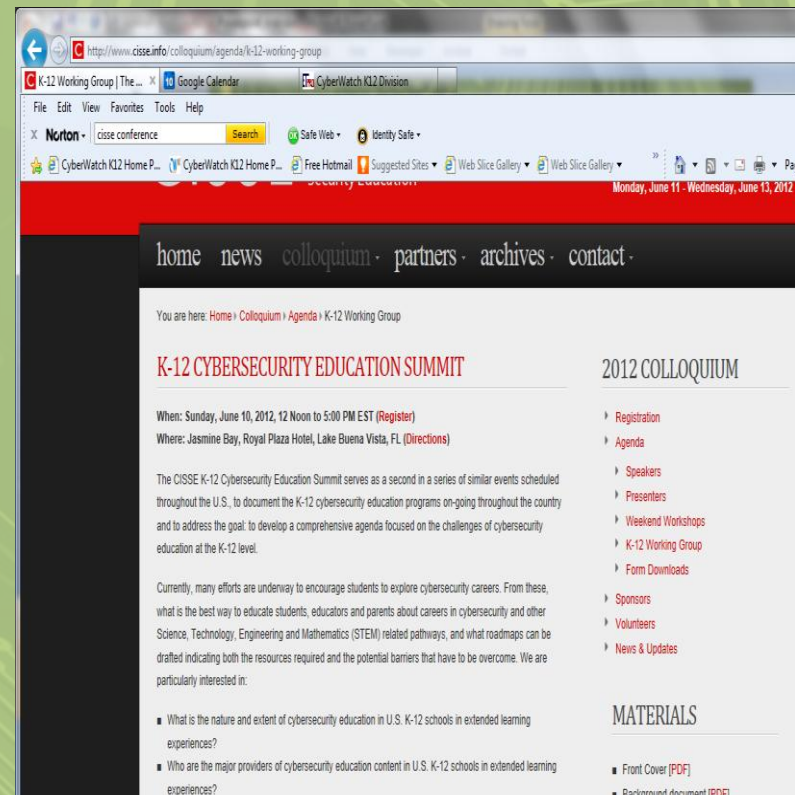 http://www.cisse.info/colloquium/agenda/k-12-working-group
K-12 Working Group | The ... x
10 Google Calendar
CyberWatch K12 Division
File Edit View Favorites Tools Help
x Norton - cisse conference Search Safe Web Identity Safe
CyberWatch K12 Home P... CyberWatch K12 Home P... Free Hotmail Suggested Sites Web Slice Gallery Web Slice Gallery » Pa
Security Education
Monday, June 11 - Wednesday, June 13, 2012
home news colloquium partners archives contact
You are here: Home › Colloquium › Agenda › K-12 Working Group
K-12 CYBERSECURITY EDUCATION SUMMIT
When: Sunday, June 10, 2012, 12 Noon to 5:00 PM EST (Register)
Where: Jasmine Bay, Royal Plaza Hotel, Lake Buena Vista, FL (Directions)
The CISSE K-12 Cybersecurity Education Summit serves as a second in a series of similar events scheduled
throughout the U.S., to document the K-12 cybersecurity education programs on-going throughout the country
and to address the goal: to develop a comprehensive agenda focused on the challenges of cybersecurity
education at the K-12 level.
Currently, many efforts are underway to encourage students to explore cybersecurity careers. From these,
what is the best way to educate students, educators and parents about careers in cybersecurity and other
Science, Technology, Engineering and Mathematics (STEM) related pathways, and what roadmaps can be
drafted indicating both the resources required and the potential barriers that have to be overcome. We are
particularly interested in:
■ What is the nature and extent of cybersecurity education in U.S. K-12 schools in extended learning
experiences?
■ Who are the major providers of cybersecurity education content in U.S. K-12 schools in extended learning
experiences?
2012 COLLOQUIUM
Registration
Agenda
Speakers
Presenters
Weekend Workshops
K-12 Working Group
Form Downloads
Sponsors
Volunteers
News & Updates
MATERIALS
■ Front Cover [PDF]
■ Background document [PDF]